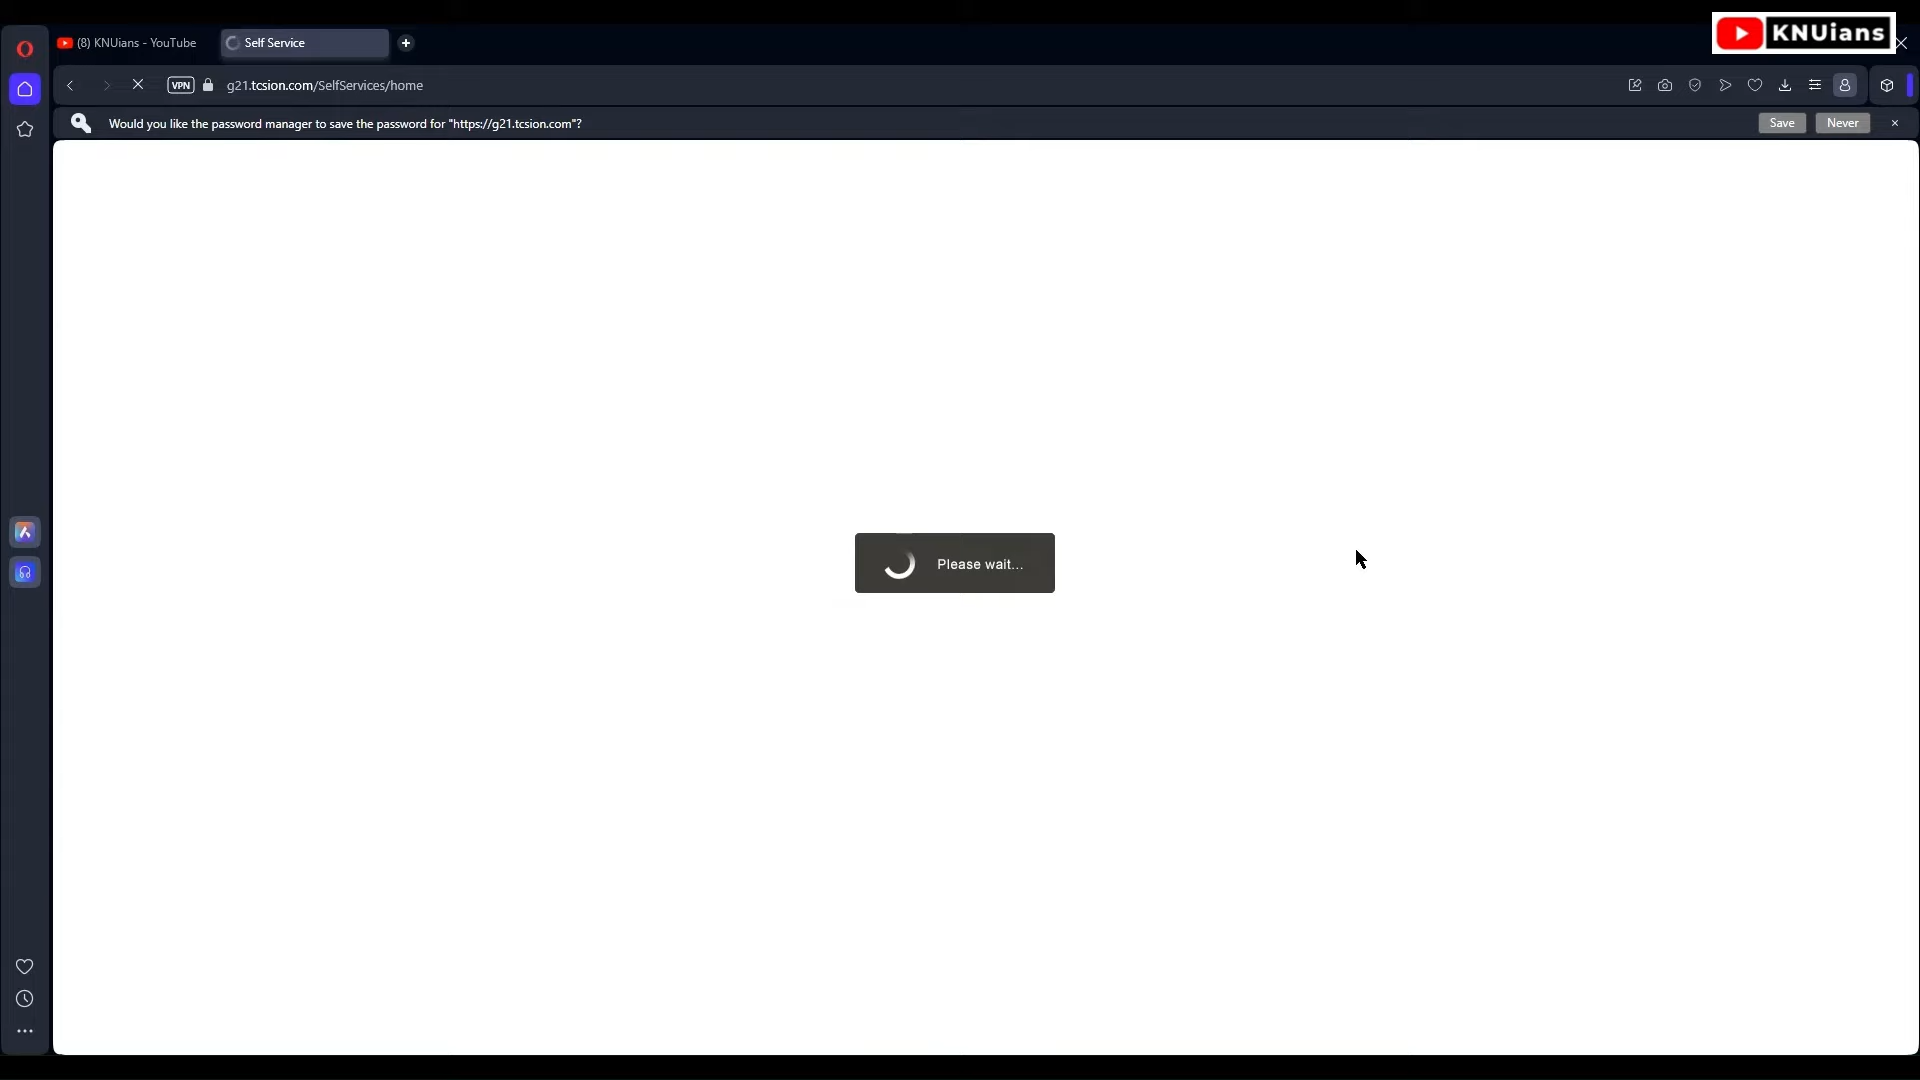 KNUians
(8) KNUians - YouTube
Self Service
VPN
g21.tcsion.com/SelfServices/home
Would you like the password manager to save the password for "https://g21.tcsion.com"?
Save
Never
Please wait...